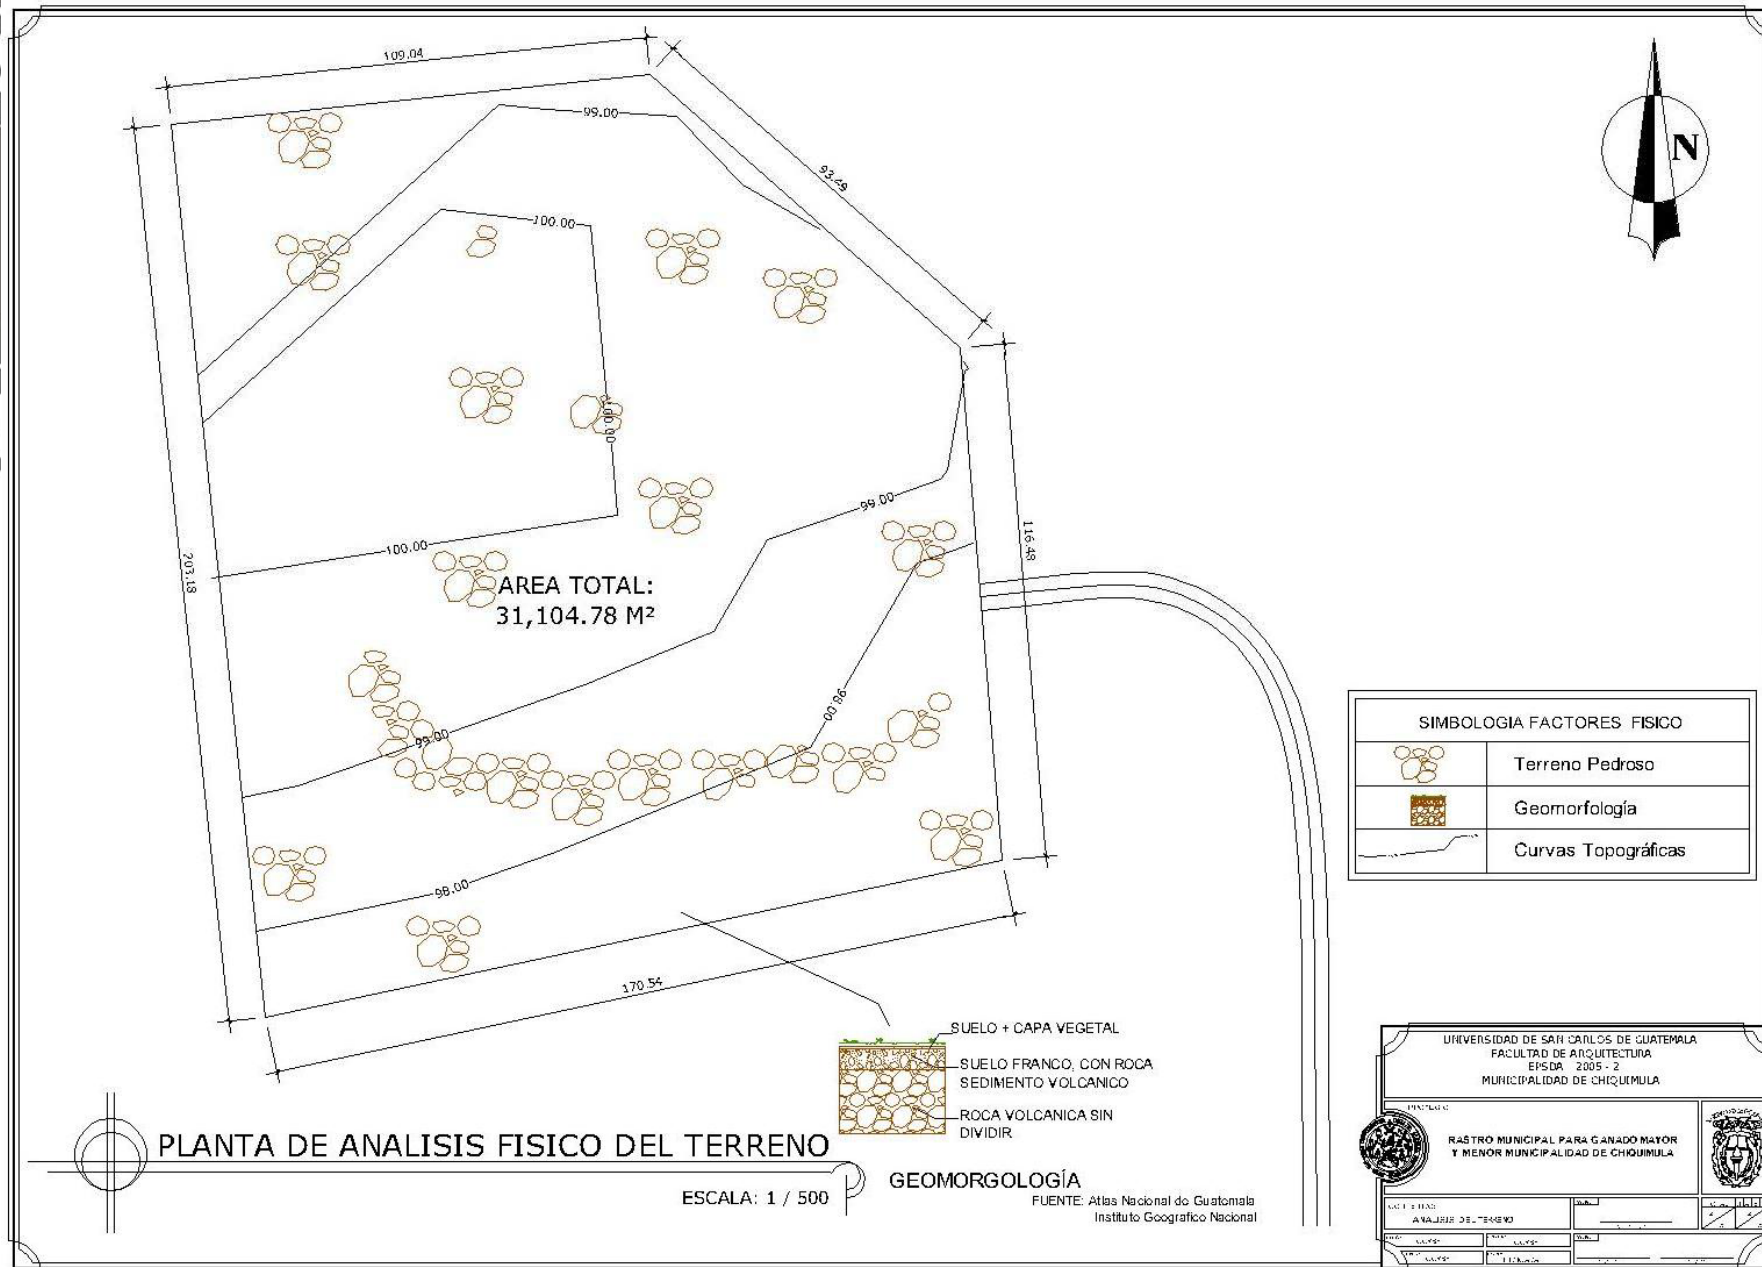 109.04
99.00
93.49
N
100.00
100.00
99.00
100.00
116.48
203.18
AREA TOTAL:
31,104.78 M²
98.00
99.00
98.00
170.54
SIMBOLOGIA FACTORES FISICO
Terreno Pedroso
Geomorfología
Curvas Topográficas
SUELO + CAPA VEGETAL
SUELO FRANCO, CON ROCA
SEDIMENTO VOLCANICO
ROCA VOLCANICA SIN
DIVIDIR
PLANTA DE ANALISIS FISICO DEL TERRENO
ESCALA: 1 / 500
GEOMORGOLOGÍA
FUENTE: Atlas Nacional de Guatemala
Instituto Geografico Nacional
UNIVERSIDAD DE SAN CARLOS DE GUATEMALA
FACULTAD DE ARQUITECTURA
EPSDA 2005 - 2
MUNICIPALIDAD DE CHIQUIMULA
RASTRO MUNICIPAL PARA GANADO MAYOR
Y MENOR MUNICIPALIDAD DE CHIQUIMULA
ANALISIS DEL TERRENO